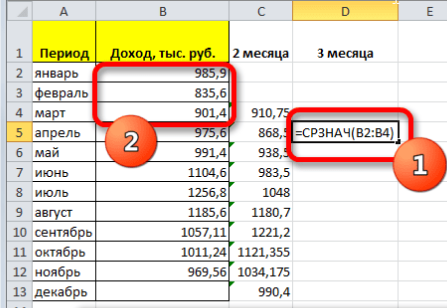 A B C D E
1 Период Доход, тыс. руб. 2 месяца 3 месяца
2 январь 985,9
3 февраль 835,6
4 март 901,4 910,75
5 апрель 975,6 868,5 =СРЗНАЧ(B2:B4)
6 май 991,4 938,5
7 июнь 1104,6 983,5
8 июль 1256,8 1048
9 август 1185,6 1180,7
10 сентябрь 1057,11 1221,2
11 октябрь 1011,24 1121,355
12 ноябрь 969,56 1034,175
13 декабрь 990,4
2
1